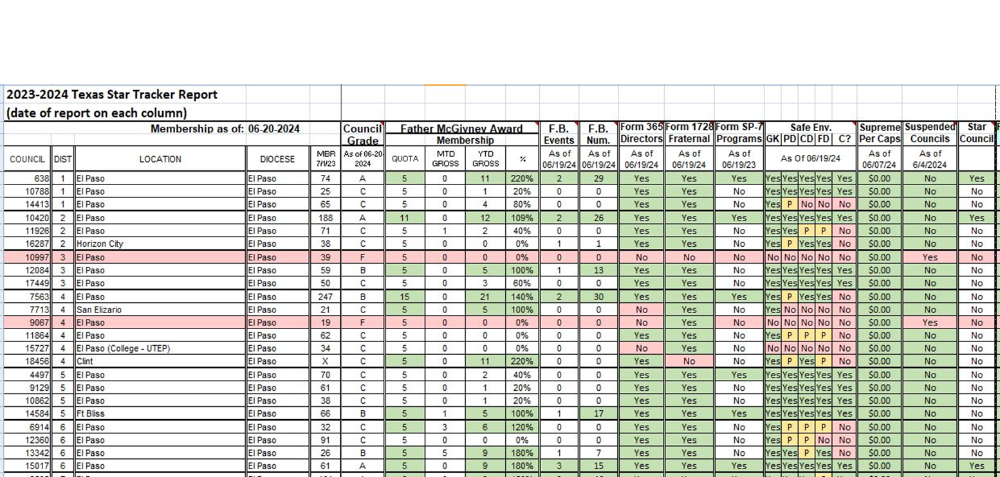 2023-2024 Texas Star Tracker Report
(date of report on each column)
Membership as of: 06-20-2024 Council Father McGivney Award F.B. F.B. Form 365 Form 1728 Form SP-7 Safe Env. Supreme Suspended Star
Grade Membership Events Num. Directors Fraternal Programs GK PD CD FD C? Per Caps Councils Council
COUNCIL DIST LOCATION DIOCESE MBR 7/1/23 As of 06-20-2024 QUOTA MTD GROSS YTD GROSS % As of 06/19/24 As of 06/19/24 As of 06/19/24 As of 06/19/24 As of 06/19/23 As Of 06/19/24 As of 06/07/24 As of 6/4/2024
638 1 El Paso El Paso 74 A 5 0 11 220% 2 29 Yes Yes Yes Yes Yes Yes Yes Yes $0.00 No Yes
10788 1 El Paso El Paso 25 C 5 0 1 20% 0 0 Yes Yes No Yes Yes Yes Yes Yes $0.00 No No
14413 1 El Paso El Paso 65 C 5 0 4 80% 0 0 Yes Yes No Yes P No No No $0.00 No No
10420 2 El Paso El Paso 188 A 11 0 12 109% 2 26 Yes Yes Yes Yes Yes Yes Yes Yes $0.00 No Yes
11926 2 El Paso El Paso 71 C 5 1 2 40% 0 0 Yes Yes No Yes Yes P P No $0.00 No No
16287 2 Horizon City El Paso 38 C 5 0 0 0% 1 1 Yes Yes No Yes P Yes Yes No $0.00 No No
10997 3 El Paso El Paso 39 F 5 0 0 0% 0 0 No No No No No No No No $0.00 Yes No
12084 3 El Paso El Paso 59 B 5 0 5 100% 1 13 Yes Yes No Yes Yes Yes Yes Yes $0.00 No No
17449 3 El Paso El Paso 50 C 5 0 3 60% 0 0 Yes Yes No Yes Yes Yes Yes Yes $0.00 No No
7563 4 El Paso El Paso 247 B 15 0 21 140% 2 30 Yes Yes Yes Yes P Yes Yes No $0.00 No No
7713 4 San Elizario El Paso 21 C 5 0 5 100% 0 0 No Yes No Yes No No No No $0.00 No No
9067 4 El Paso El Paso 19 F 5 0 0 0% 0 0 No Yes No No No No No No $0.00 Yes No
11864 4 El Paso El Paso 62 C 5 0 0 0% 0 0 Yes Yes No Yes P P P No $0.00 No No
15727 4 El Paso (College - UTEP) El Paso 34 C 5 0 0 0% 0 0 No Yes No No No No No No $0.00 No No
18456 4 Clint El Paso X C 5 0 11 220% 0 0 Yes No No Yes P Yes P No $0.00 No No
4497 5 El Paso El Paso 70 C 5 0 2 40% 0 0 Yes Yes Yes Yes Yes Yes Yes Yes $0.00 No No
9129 5 El Paso El Paso 61 C 5 0 1 20% 0 0 Yes Yes No Yes Yes Yes Yes Yes $0.00 No No
10862 5 El Paso El Paso 38 C 5 0 1 20% 0 0 Yes Yes No Yes Yes Yes Yes Yes $0.00 No No
14584 5 Ft Bliss El Paso 66 B 5 1 5 100% 1 17 Yes Yes Yes Yes Yes Yes Yes Yes $0.00 No No
6914 6 El Paso El Paso 32 C 5 3 6 120% 0 0 Yes Yes No Yes P P P No $0.00 No No
12360 6 El Paso El Paso 91 C 5 0 0 0% 0 0 Yes Yes No Yes P P No No $0.00 No No
13342 6 El Paso El Paso 26 B 5 5 9 180% 1 7 Yes Yes No Yes Yes P Yes No $0.00 No No
15017 6 El Paso El Paso 61 A 5 0 9 180% 3 15 Yes Yes Yes Yes Yes Yes Yes Yes $0.00 No Yes